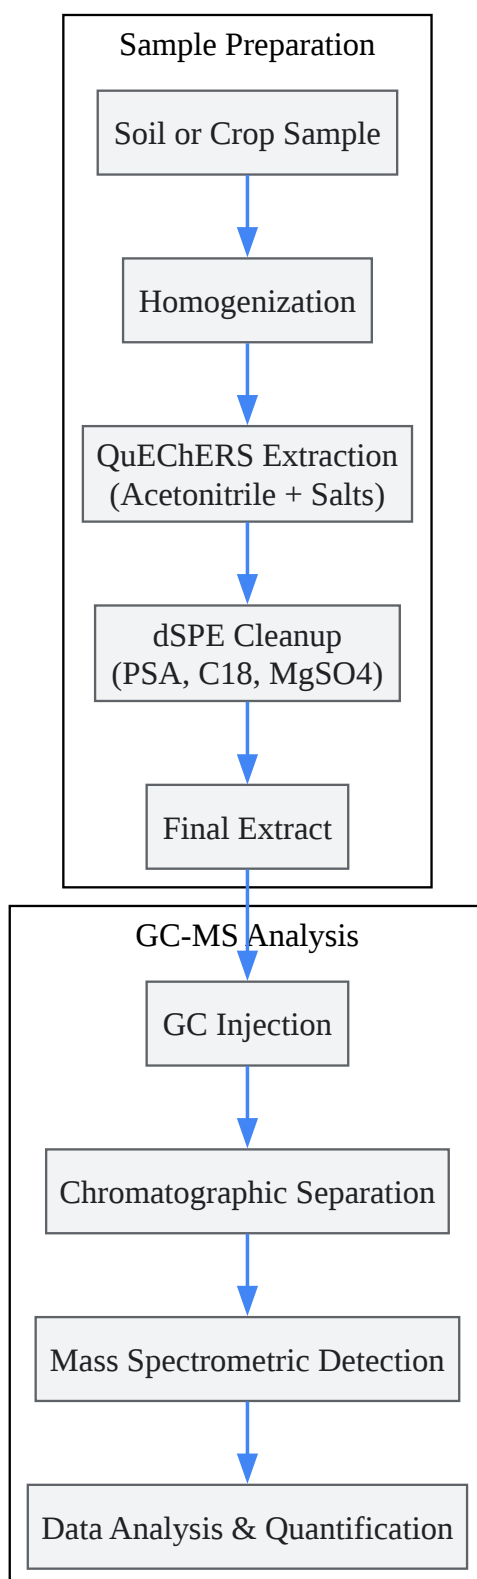 Sample Preparation
Soil or Crop Sample
Homogenization
QuEChERS Extraction
(Acetonitrile + Salts)
dSPE Cleanup
(PSA, C18, MgSO4)
Final Extract
GC-MS Analysis
GC Injection
Chromatographic Separation
Mass Spectrometric Detection
Data Analysis & Quantification